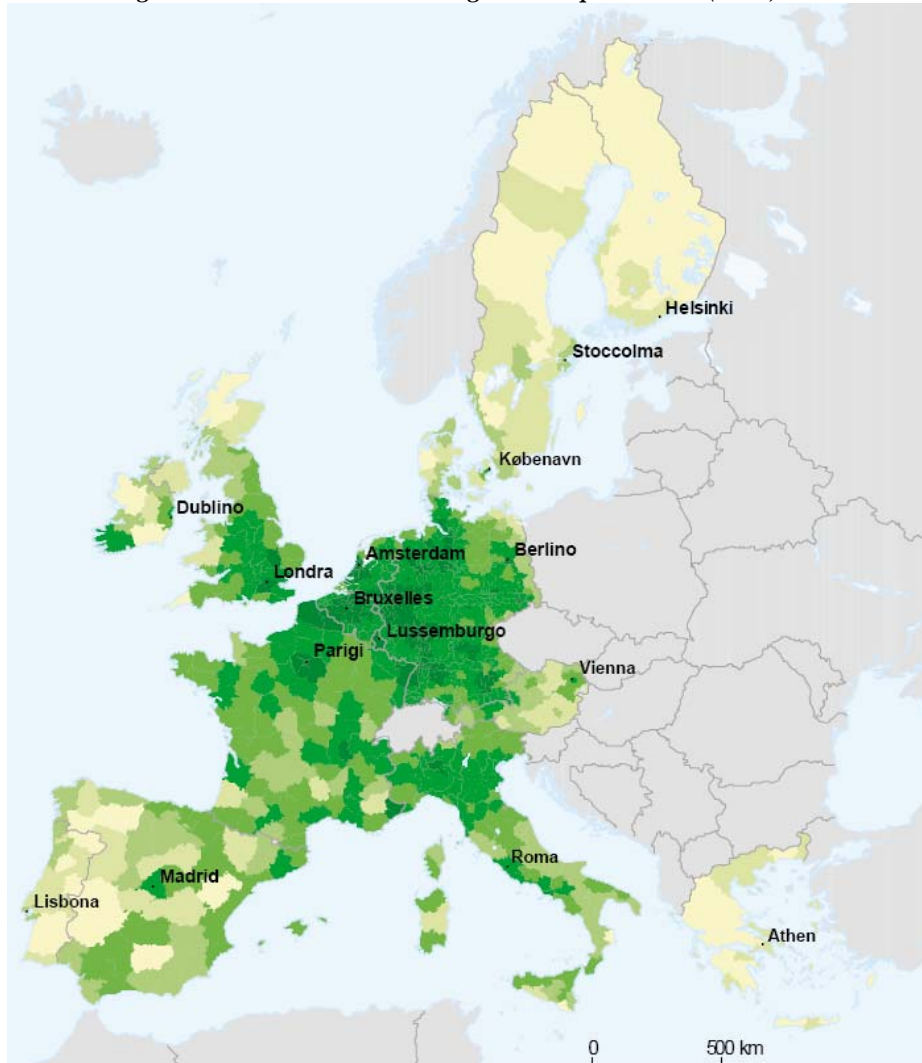 Helsinki
Stoccolma
København
Dublino
Amsterdam
Berlino
Londra
Bruxelles
Lussemburgo
Parigi
Vienna
Roma
Madrid
Lisbona
Athen
0 500 km